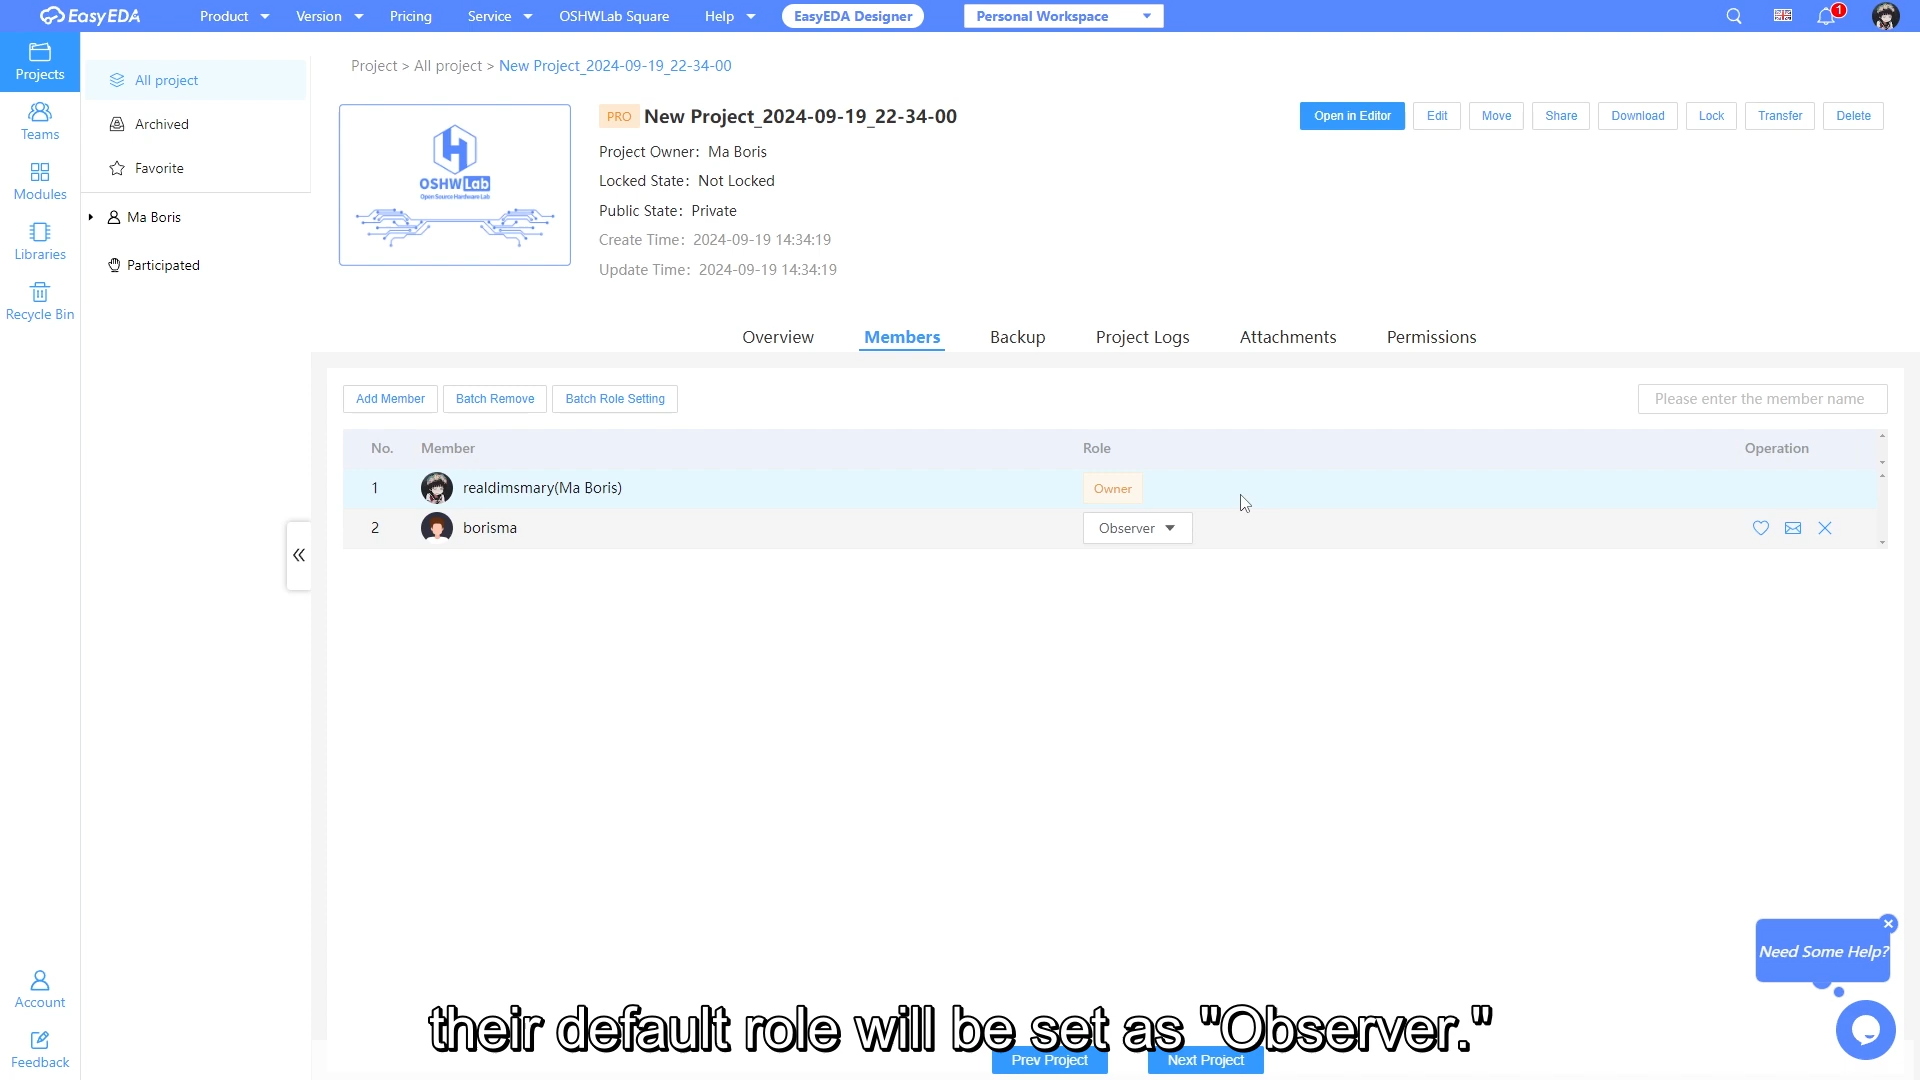 EasyEDA Product Version Pricing Service OSHWLab Square Help EasyEDA Designer Personal Workspace 1
Projects
Teams
Modules
Libraries
Recycle Bin
Account
Feedback
All project
Archived
Favorite
Ma Boris
Participated
Project > All project > New Project_2024-09-19_22-34-00
OSHWLab
Open Source Hardware Lab
PRO New Project_2024-09-19_22-34-00
Project Owner: Ma Boris
Locked State: Not Locked
Public State: Private
Create Time: 2024-09-19 14:34:19
Update Time: 2024-09-19 14:34:19
Open in Editor Edit Move Share Download Lock Transfer Delete
Overview Members Backup Project Logs Attachments Permissions
Add Member Batch Remove Batch Role Setting Please enter the member name
No. Member Role Operation
1 realdimsmary(Ma Boris) Owner
2 borisma Observer
Need Some Help?
their default role will be set as "Observer."
Prev Project Next Project